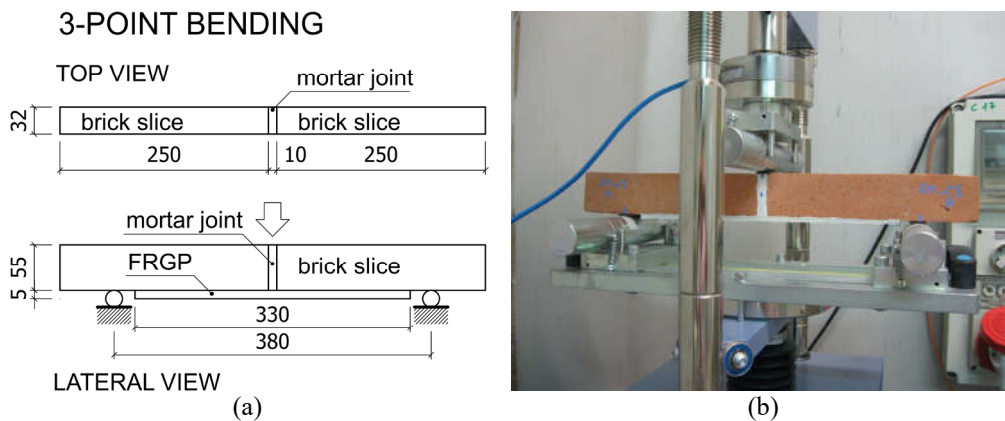 3-POINT BENDING
TOP VIEW
mortar joint
32
brick slice
brick slice
250
10
250
mortar joint
FRGP
brick slice
55
5
330
380
LATERAL VIEW
(a)
C 17
(b)